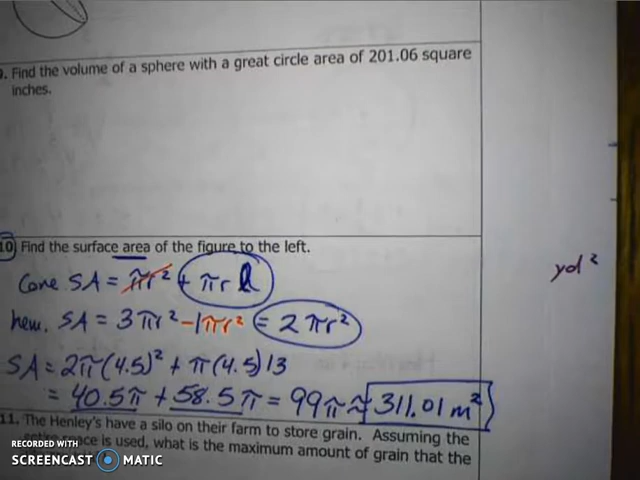 9. Find the volume of a sphere with a great circle area of 201.06 square
inches.
10 Find the surface area of the figure to the left.
Cone SA = πr² + πr l
hem. SA = 3πr² - 1πr² = 2πr²
yd²
SA = 2π(4.5)² + π(4.5)13
= 40.5π + 58.5π = 99π ≈ 311.01 m²
11. The Henley's have a silo on their farm to store grain. Assuming the
space is used, what is the maximum amount of grain that the
RECORDED WITH
SCREENCAST MATIC